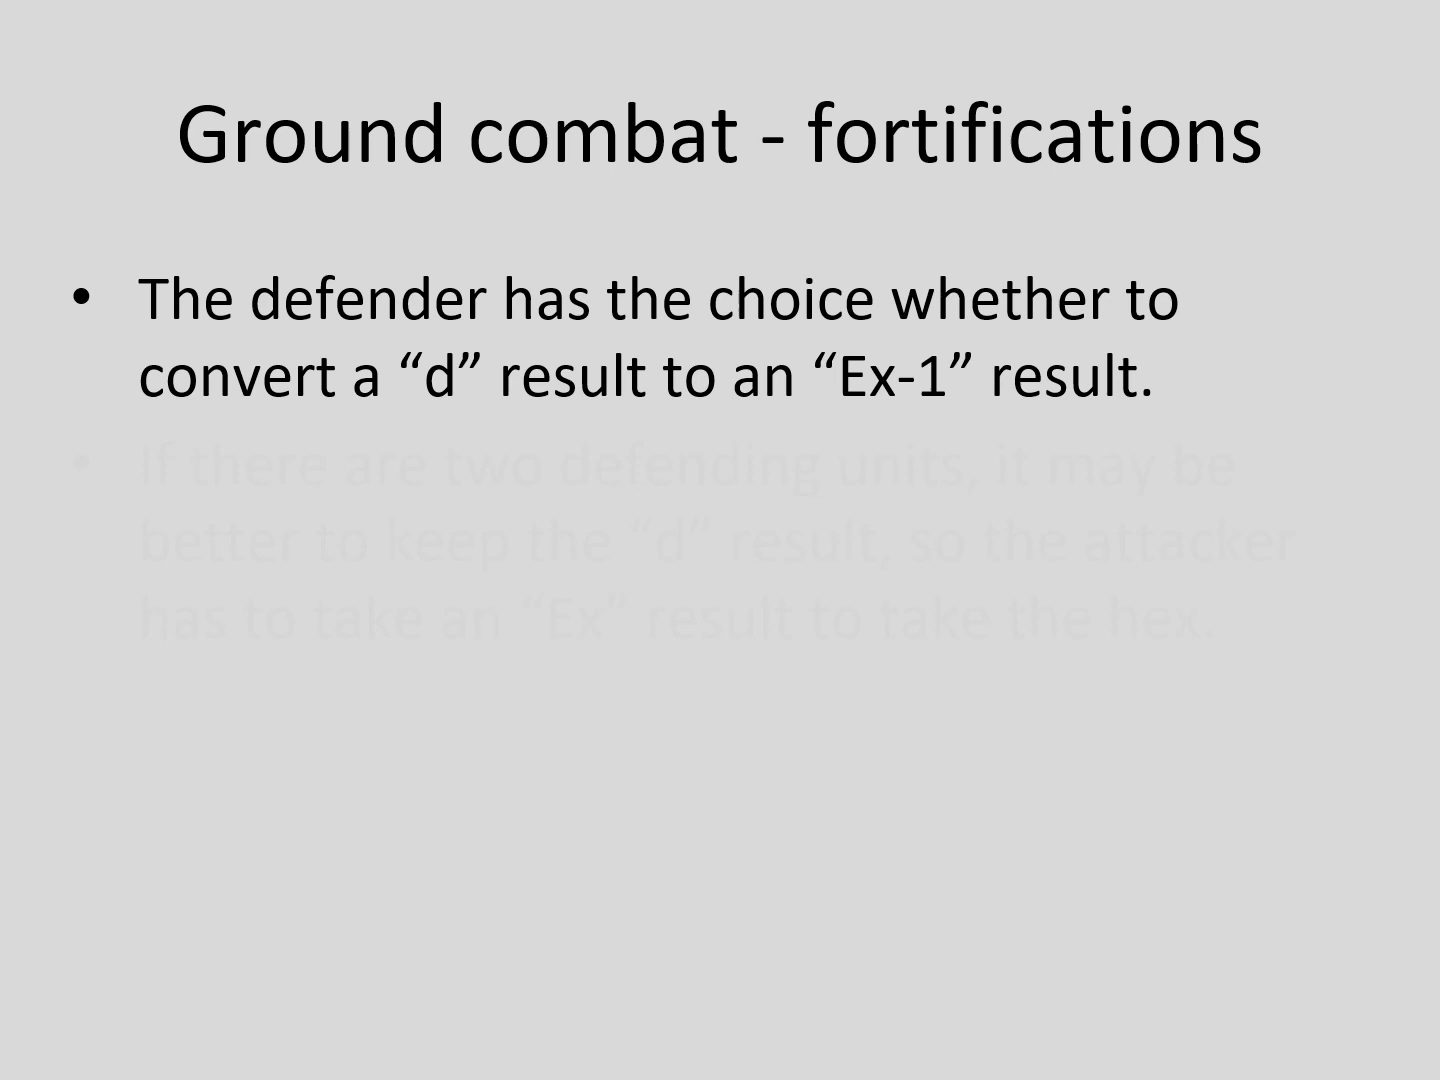 Ground combat - fortifications
• The defender has the choice whether to
convert a “d” result to an “Ex-1” result.
• If there are two defending units, it may be
better to keep the “d” result, so the attacker
has to take an “Ex” result to take the hex.